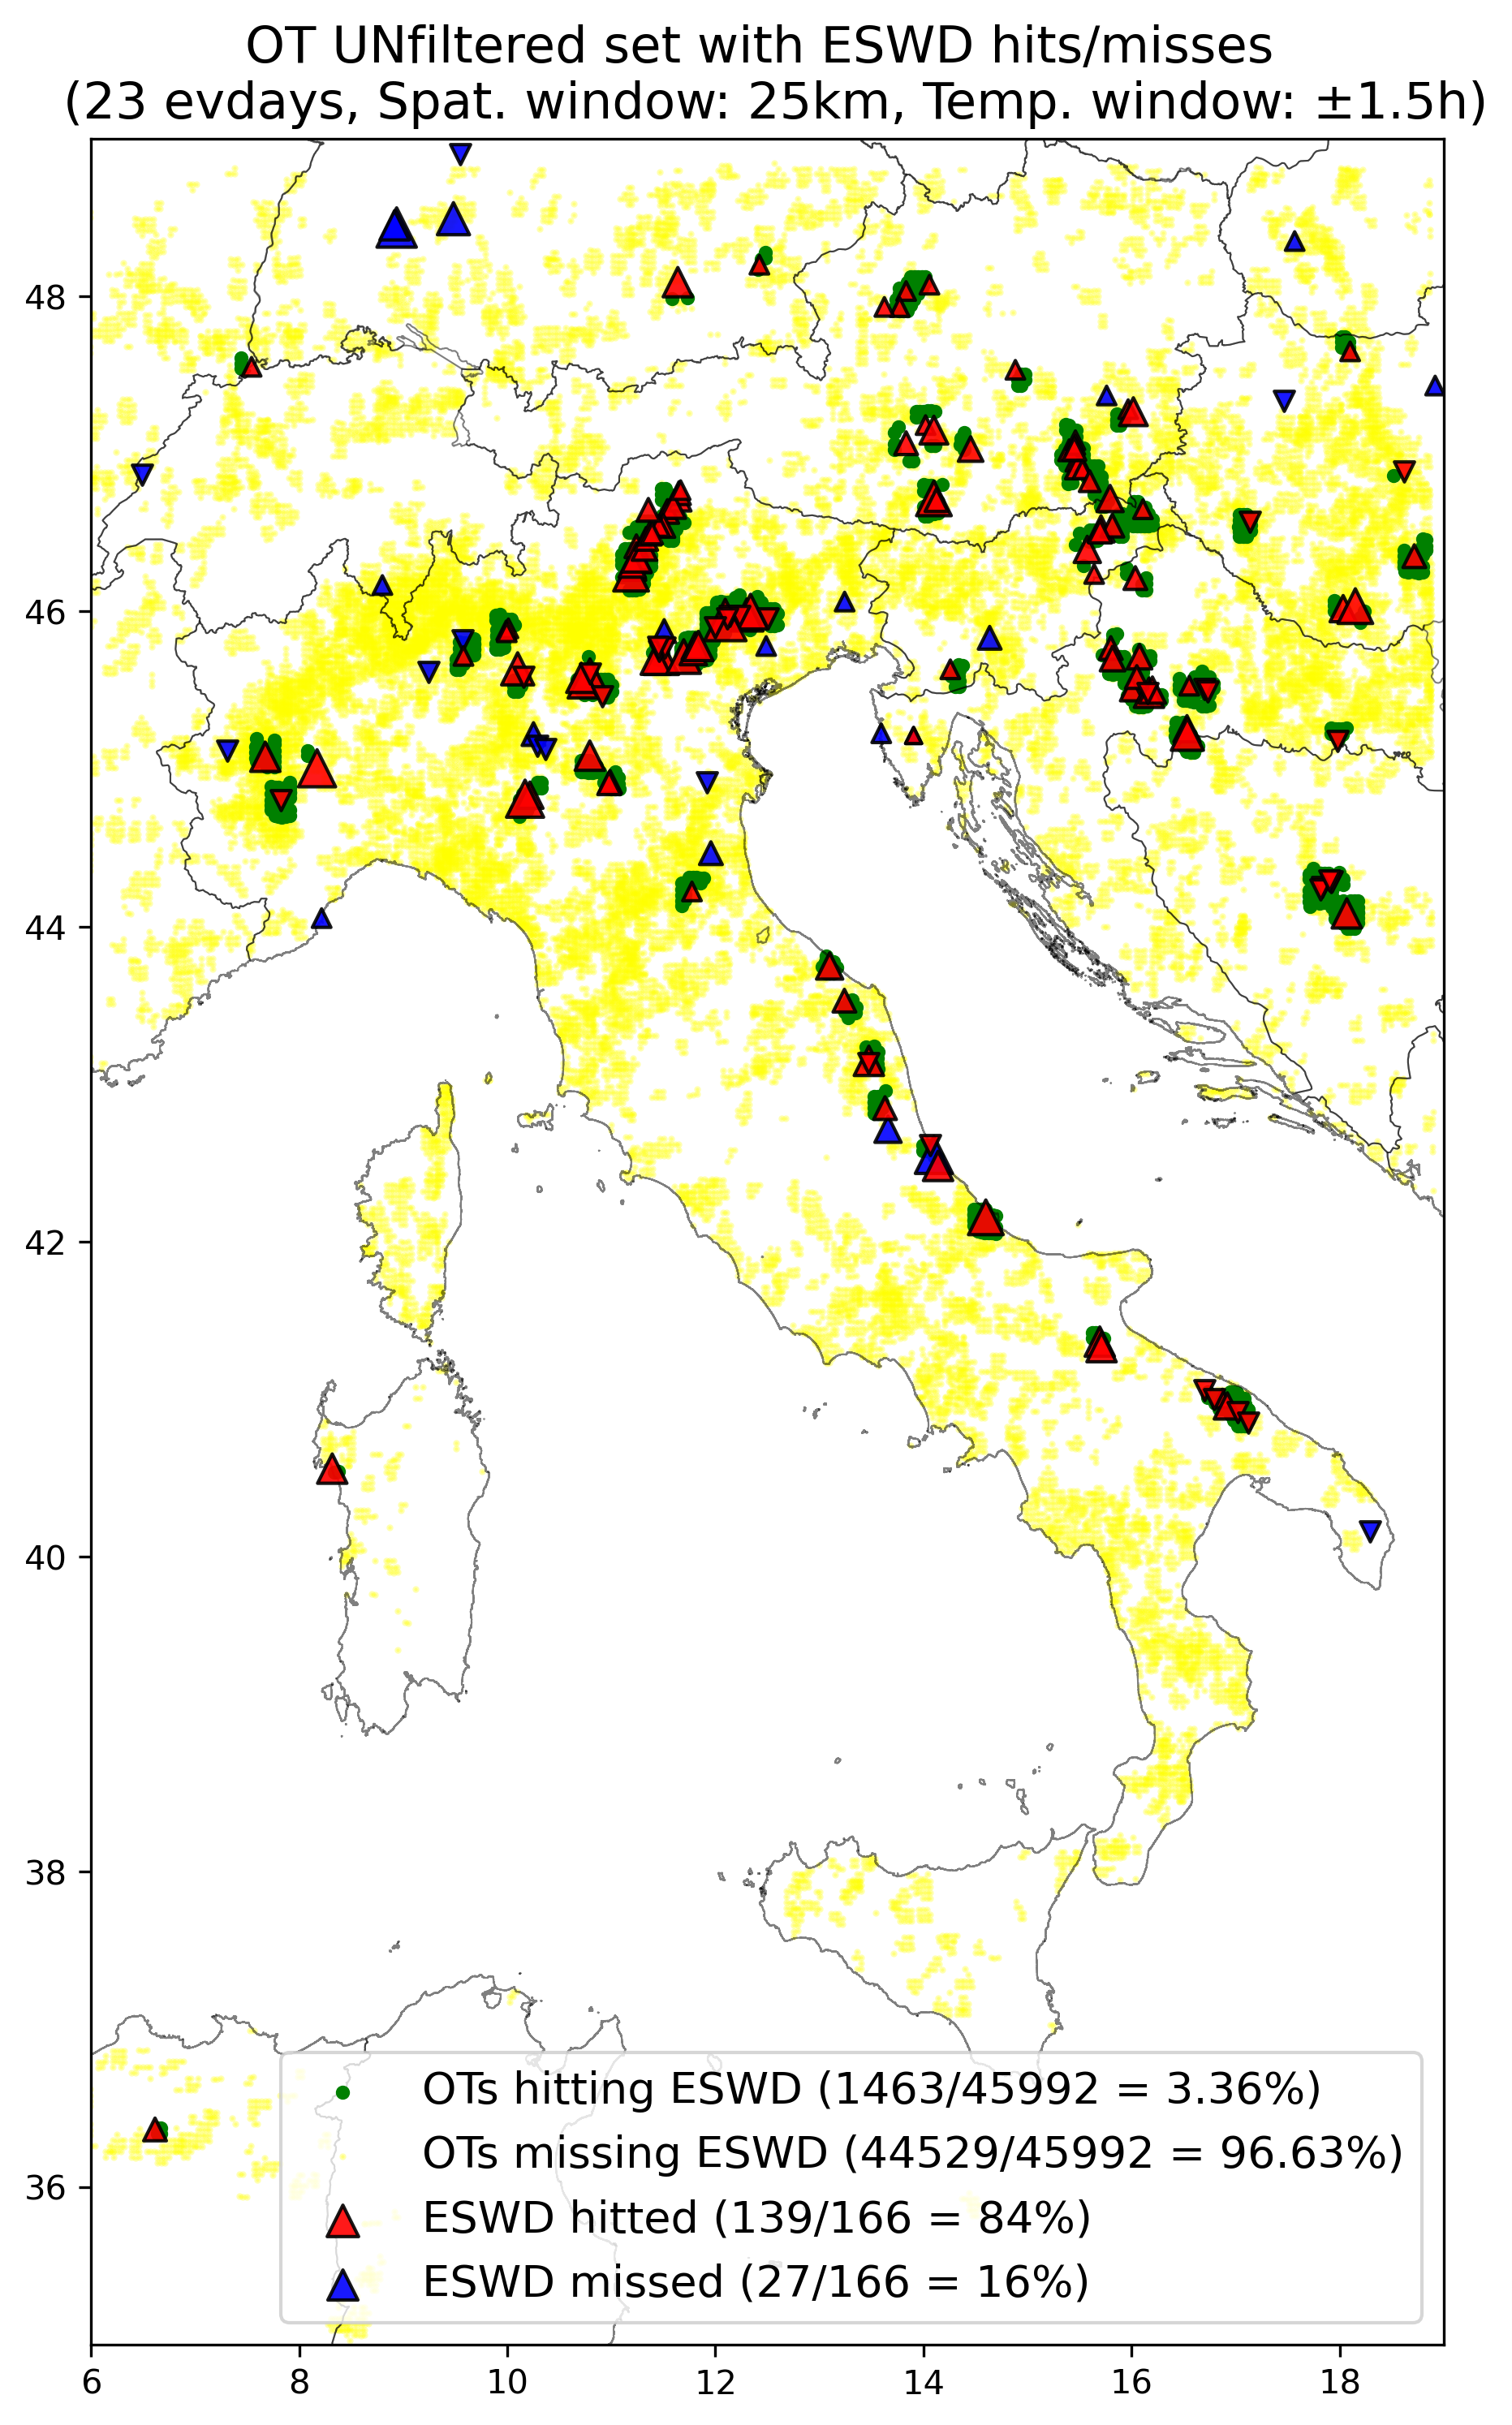 OT UNfiltered set with ESWD hits/misses
(23 evdays, Spat. window: 25km, Temp. window: ±1.5h)
48
46
44
42
40
38
36
OTs hitting ESWD (1463/45992 = 3.36%)
OTs missing ESWD (44529/45992 = 96.63%)
ESWD hitted (139/166 = 84%)
ESWD missed (27/166 = 16%)
6 8 10 12 14 16 18